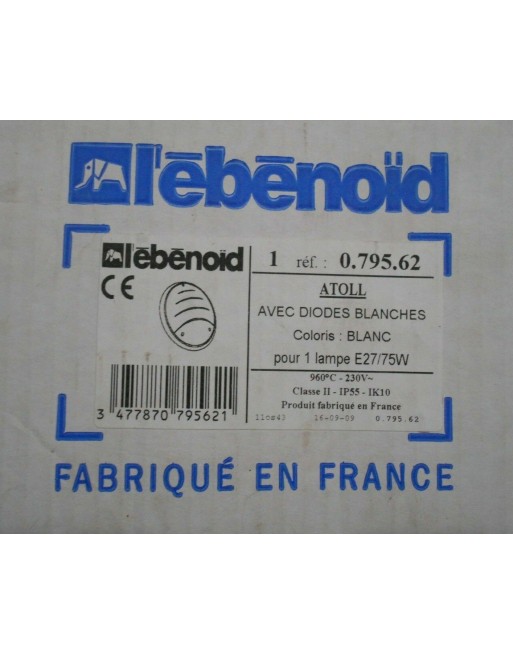 l'ēbēnoïd
l'ēbēnoïd
CE
1 réf. : 0.795.62
ATOLL
AVEC DIODES BLANCHES
Coloris : BLANC
pour 1 lampe E27/75W
960°C - 230V~
Classe II - IP55 - IK10
Produit fabriqué en France
3 477870 795621
16-09-09 0.795.62
FABRIQUÉ EN FRANCE